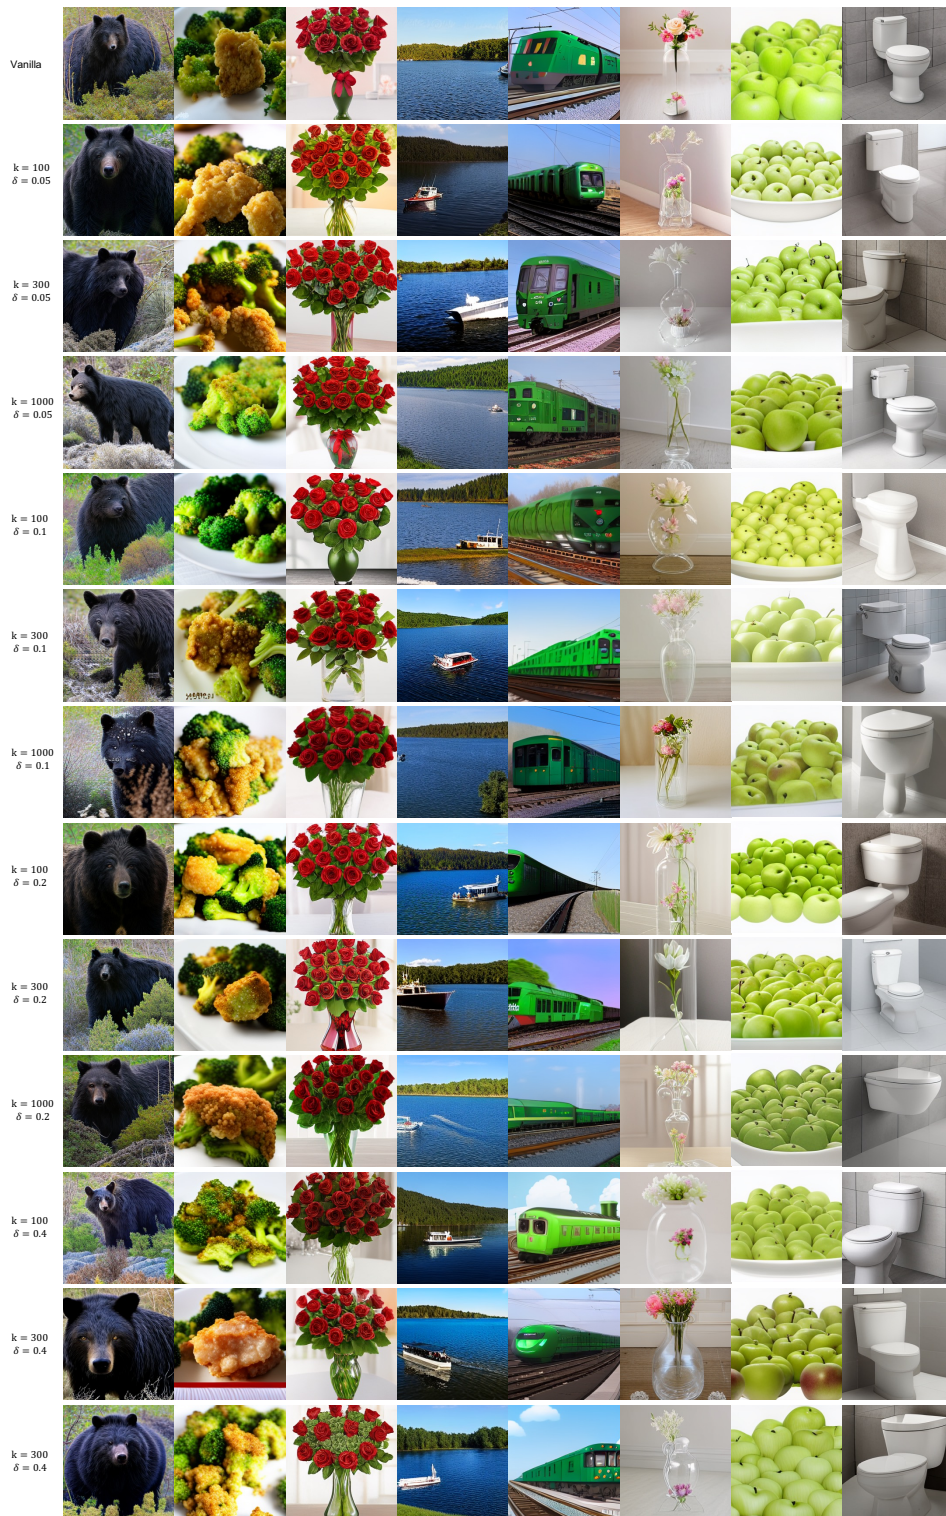 Vanilla
k = 100
δ = 0.05
k = 300
δ = 0.05
k = 1000
δ = 0.05
k = 100
δ = 0.1
k = 300
δ = 0.1
k = 1000
δ = 0.1
k = 100
δ = 0.2
k = 300
δ = 0.2
k = 1000
δ = 0.2
k = 100
δ = 0.4
k = 300
δ = 0.4
k = 300
δ = 0.4